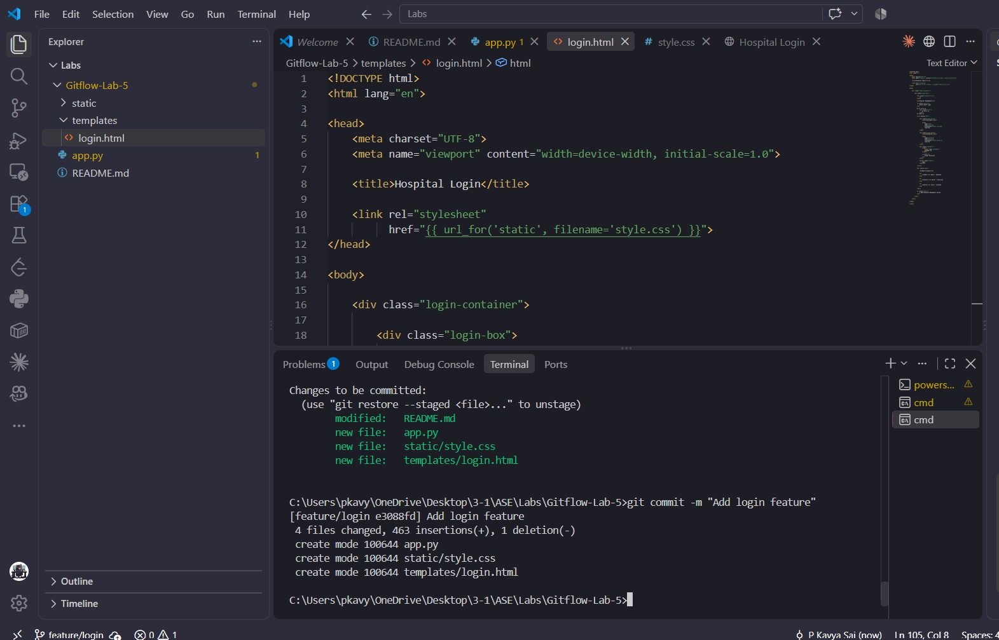 File Edit Selection View Go Run Terminal Help
Labs
Explorer
Labs
Gitflow-Lab-5
static
templates
login.html
app.py 1
README.md
Outline
Timeline
Welcome
README.md
app.py 1
login.html
# style.css
Hospital Login
Gitflow-Lab-5 > templates > login.html > html
Text Editor
1 <!DOCTYPE html>
2 <html lang="en">
3
4 <head>
5 <meta charset="UTF-8">
6 <meta name="viewport" content="width=device-width, initial-scale=1.0">
7
8 <title>Hospital Login</title>
9
10 <link rel="stylesheet"
11 href="{{ url_for('static', filename='style.css') }}">
12 </head>
13
14 <body>
15
16 <div class="login-container">
17
18 <div class="login-box">
Problems 1 Output Debug Console Terminal Ports
Changes to be committed:
(use "git restore --staged <file>..." to unstage)
modified: README.md
new file: app.py
new file: static/style.css
new file: templates/login.html
C:\Users\pkavy\OneDrive\Desktop\3-1\ASE\Labs\Gitflow-Lab-5>git commit -m "Add login feature"
[feature/login e3088fd] Add login feature
4 files changed, 463 insertions(+), 1 deletion(-)
create mode 100644 app.py
create mode 100644 static/style.css
create mode 100644 templates/login.html
C:\Users\pkavy\OneDrive\Desktop\3-1\ASE\Labs\Gitflow-Lab-5>
powers...
cmd
cmd
1
feature/login 0 1
P Kavya Sai (now) Ln 105, Col 8 Spaces: 4